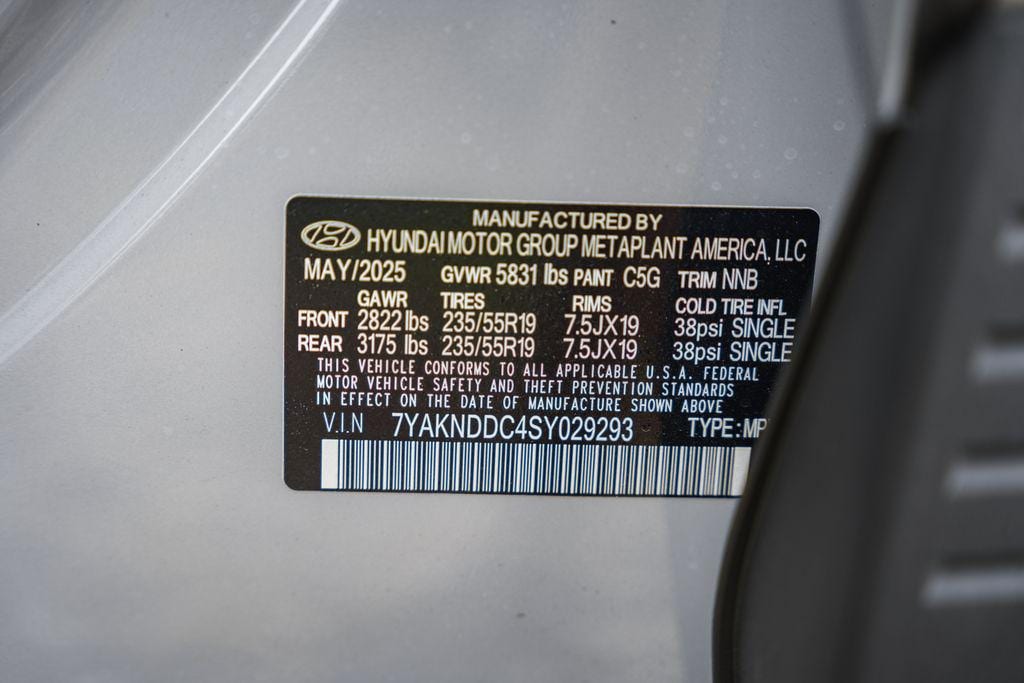 MANUFACTURED BY
HYUNDAI MOTOR GROUP METAPLANT AMERICA, LLC
MAY/2025 GVWR 5831 lbs PAINT C5G TRIM NNB
GAWR TIRES RIMS COLD TIRE INFL
FRONT 2822 lbs 235/55R19 7.5JX19 38psi SINGLE
REAR 3175 lbs 235/55R19 7.5JX19 38psi SINGLE
THIS VEHICLE CONFORMS TO ALL APPLICABLE U.S.A. FEDERAL
MOTOR VEHICLE SAFETY AND THEFT PREVENTION STANDARDS
IN EFFECT ON THE DATE OF MANUFACTURE SHOWN ABOVE
V.I.N 7YAKNDDC4SY029293 TYPE:MP